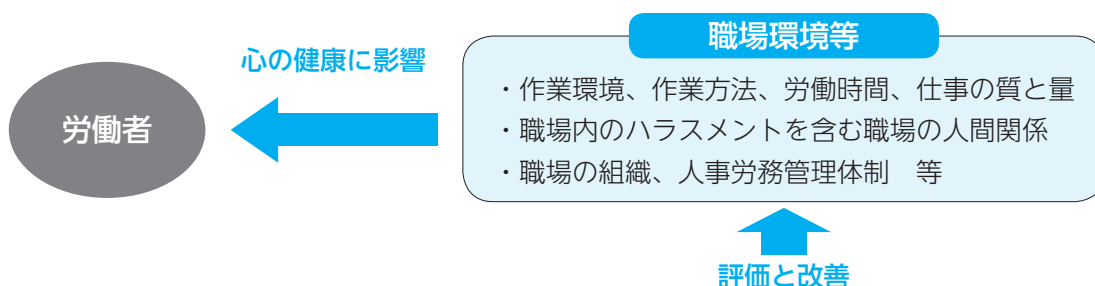 職場環境等
心の健康に影響
労働者
・作業環境、作業方法、労働時間、仕事の質と量
・職場内のハラスメントを含む職場の人間関係
・職場の組織、人事労務管理体制　等
評価と改善